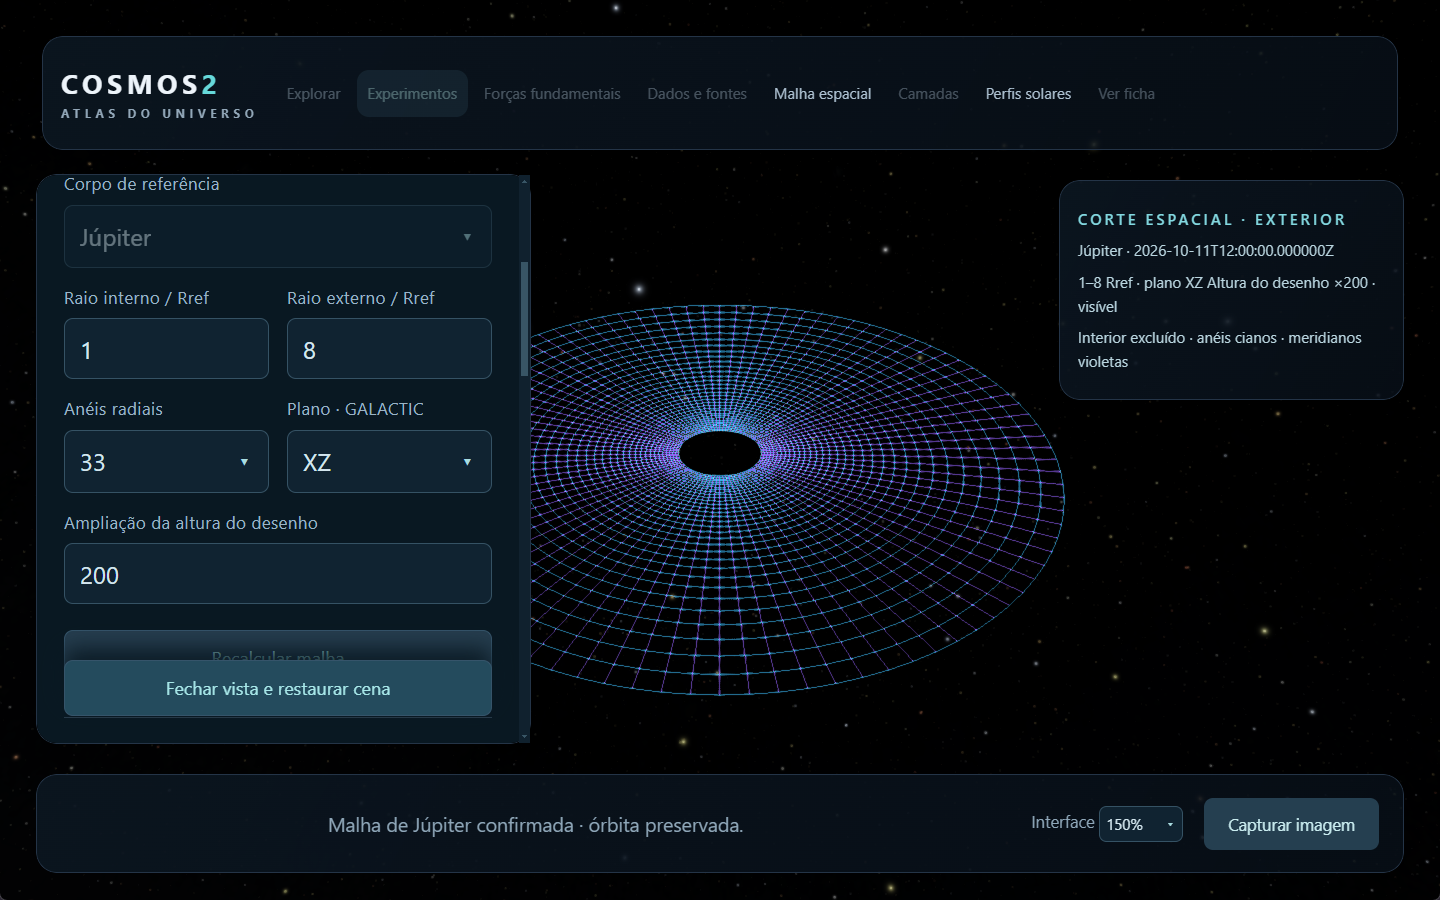 COSMOS2
ATLAS DO UNIVERSO
Explorar
Experimentos
Forças fundamentais
Dados e fontes
Malha espacial
Camadas
Perfis solares
Ver ficha
Corpo de referência
Júpiter
Raio interno / Rref
Raio externo / Rref
1
8
Anéis radiais
Plano · GALACTIC
33
XZ
Ampliação da altura do desenho
200
Recalcular malha
Fechar vista e restaurar cena
CORTE ESPACIAL · EXTERIOR
Júpiter · 2026-10-11T12:00:00.000000Z
1–8 Rref · plano XZ Altura do desenho ×200 ·
visível
Interior excluído · anéis cianos · meridianos
violetas
Malha de Júpiter confirmada · órbita preservada.
Interface
150%
Capturar imagem